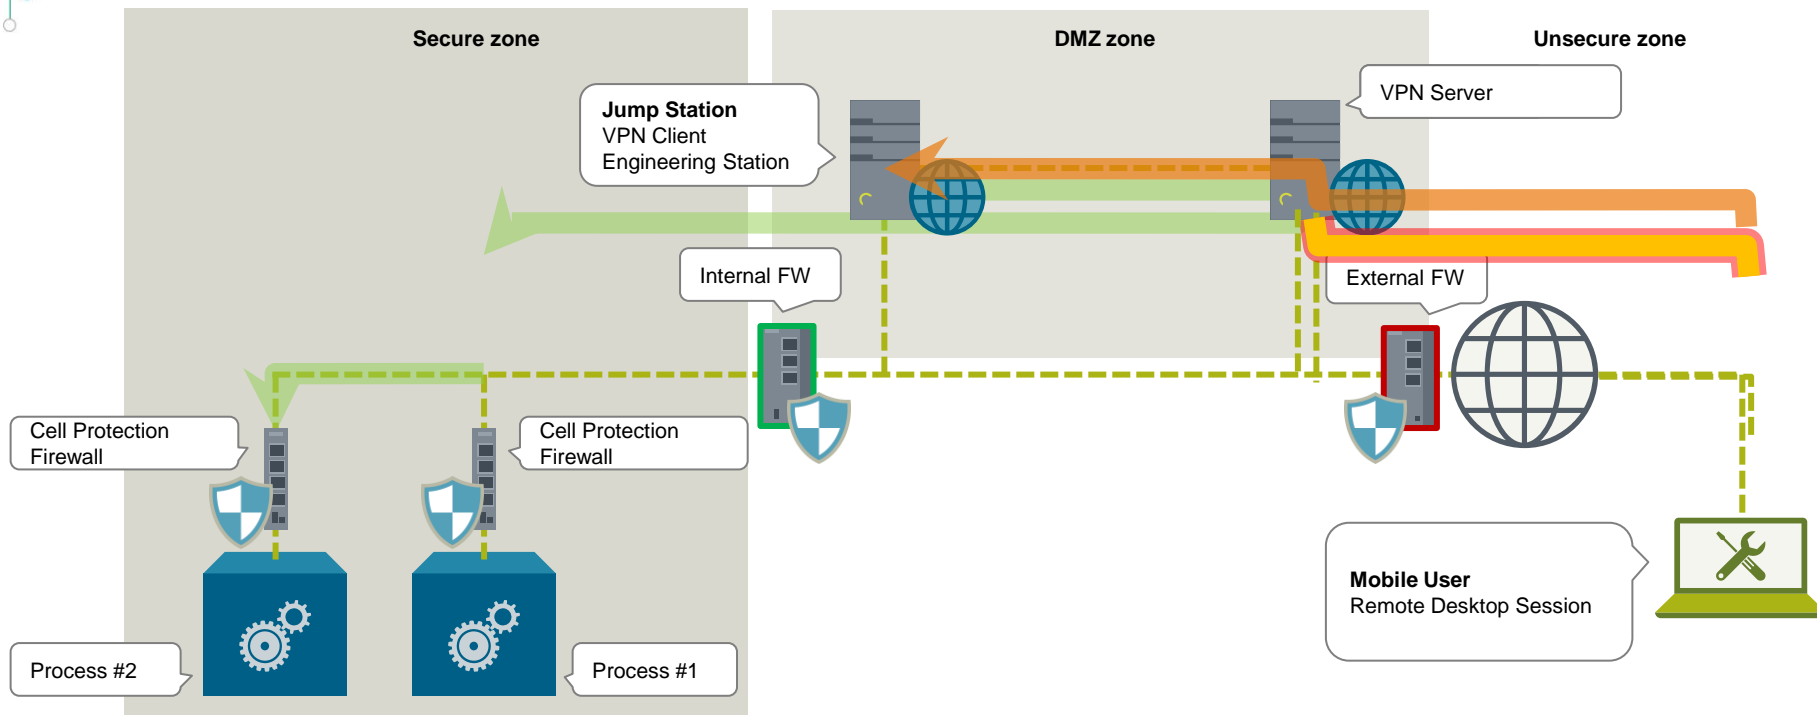 Secure zone
DMZ zone
Unsecure zone
Jump Station
VPN Client
Engineering Station
VPN Server
Internal FW
External FW
Cell Protection
Firewall
Cell Protection
Firewall
Mobile User
Remote Desktop Session
Process #2
Process #1